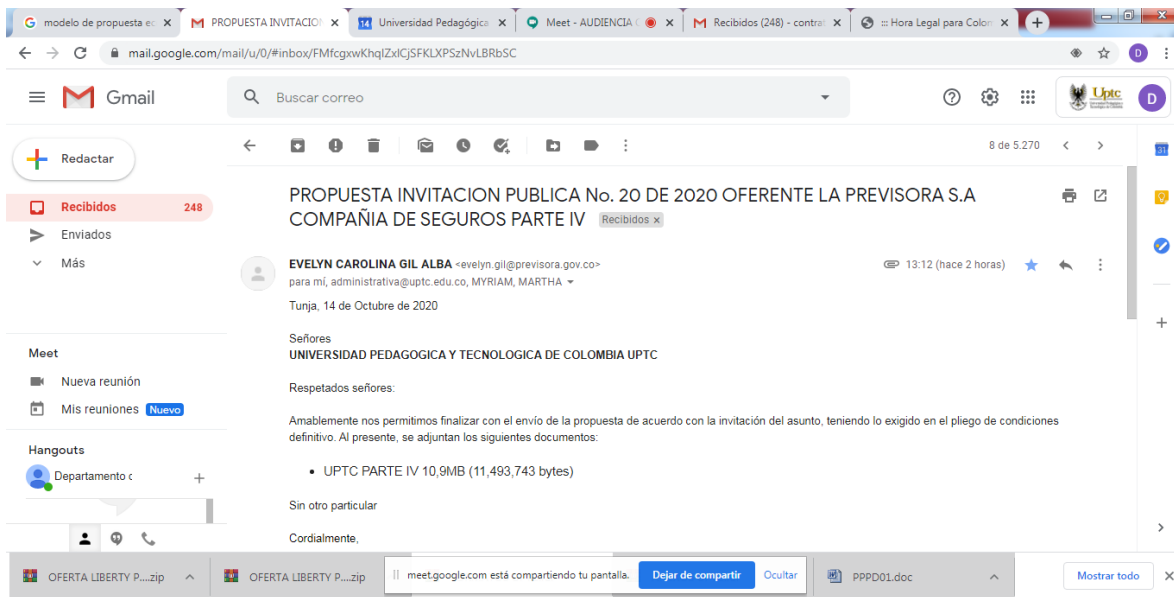 modelo de propuesta ec
PROPUESTA INVITACION
14 Universidad Pedagógica
Meet - AUDIENCIA
Recibidos (248) - contrat
::: Hora Legal para Colom
mail.google.com/mail/u/0/#inbox/FMfcgxwKhqlZxlCjSFKLXPSzNvLBRbSC
D
Gmail
Buscar correo
Uptc
D
Redactar
8 de 5.270
31
Recibidos 248
Enviados
Más
PROPUESTA INVITACION PUBLICA No. 20 DE 2020 OFERENTE LA PREVISORA S.A
COMPAÑIA DE SEGUROS PARTE IV Recibidos x
EVELYN CAROLINA GIL ALBA <evelyn.gil@previsora.gov.co> 13:12 (hace 2 horas)
para mí, administrativa@uptc.edu.co, MYRIAM, MARTHA
Tunja, 14 de Octubre de 2020
Señores
UNIVERSIDAD PEDAGOGICA Y TECNOLOGICA DE COLOMBIA UPTC
Respetados señores:
Amablemente nos permitimos finalizar con el envío de la propuesta de acuerdo con la invitación del asunto, teniendo lo exigido en el pliego de condiciones
definitivo. Al presente, se adjuntan los siguientes documentos:
• UPTC PARTE IV 10,9MB (11,493,743 bytes)
Sin otro particular
Cordialmente,
Meet
Nueva reunión
Mis reuniones Nuevo
Hangouts
Departamento c
OFERTA LIBERTY P....zip
OFERTA LIBERTY P....zip
meet.google.com está compartiendo tu pantalla.
Dejar de compartir
Ocultar
PPPD01.doc
Mostrar todo